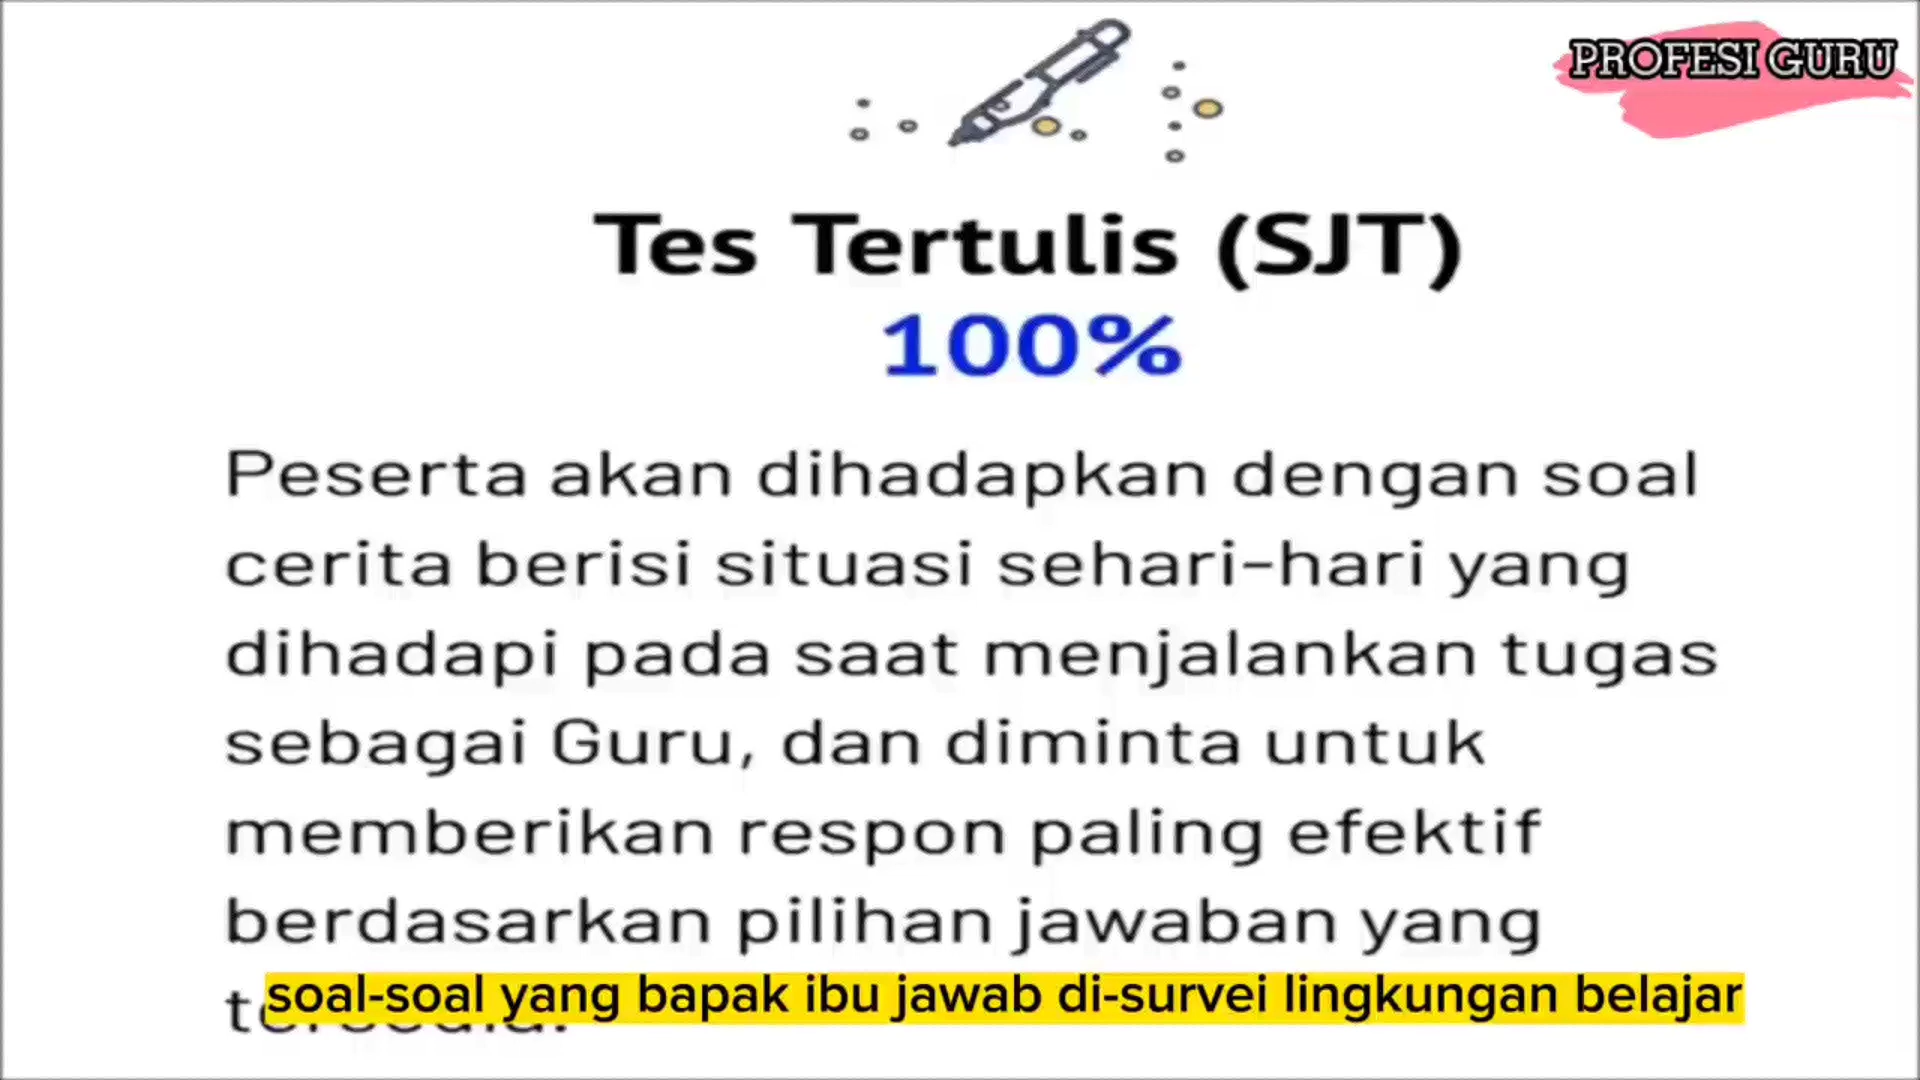 PROFESI GURU
Tes Tertulis (SJT)
100%
Peserta akan dihadapkan dengan soal
cerita berisi situasi sehari-hari yang
dihadapi pada saat menjalankan tugas
sebagai Guru, dan diminta untuk
memberikan respon paling efektif
berdasarkan pilihan jawaban yang
soal-soal yang bapak ibu jawab di-survei lingkungan belajar